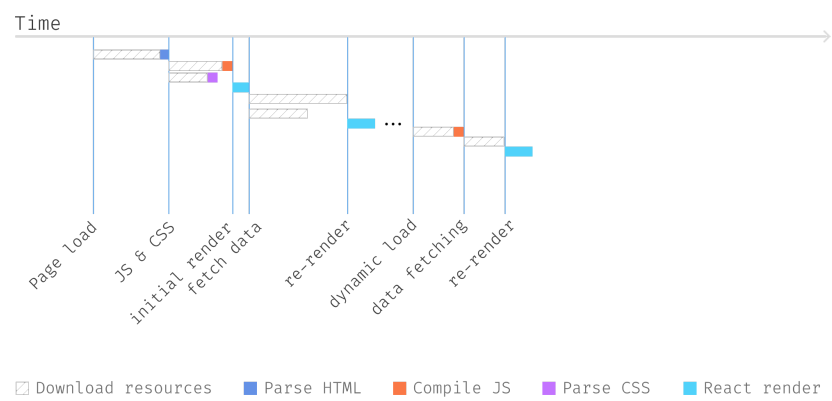 Time
Page load
JS & CSS
initial render
fetch data
re-render
...
dynamic load
data fetching
re-render
Download resources
Parse HTML
Compile JS
Parse CSS
React render